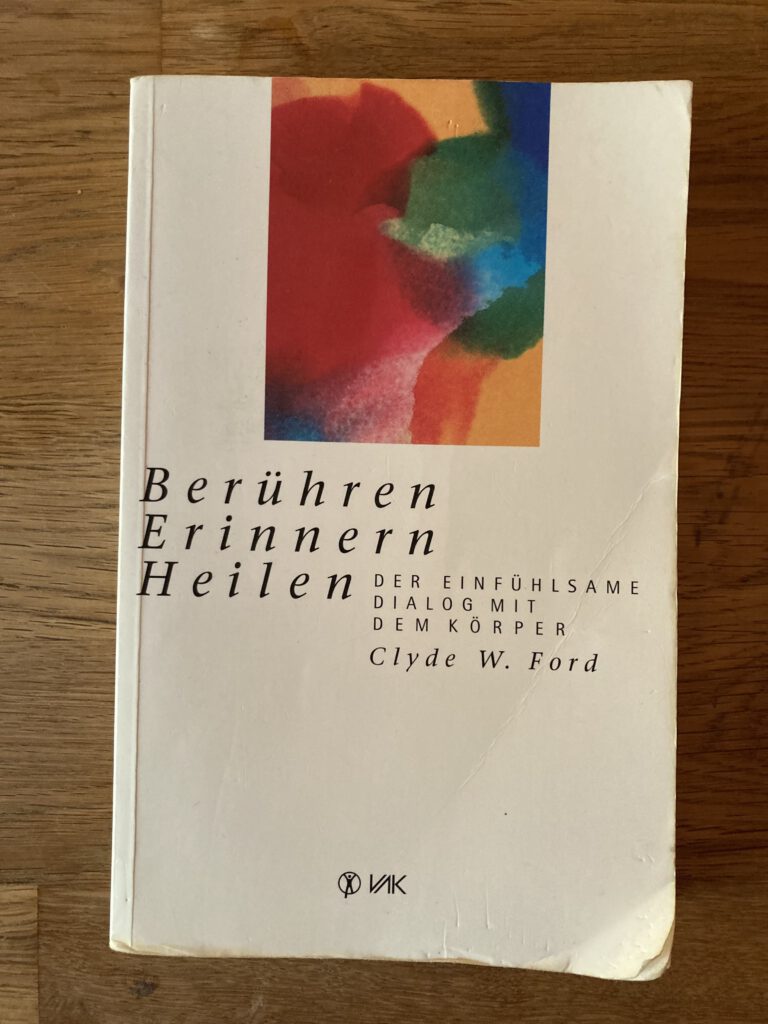 Berühren
Erinnern
Heilen
DER EINFÜHLSAME
DIALOG MIT
DEM KÖRPER
Clyde W. Ford
VAK